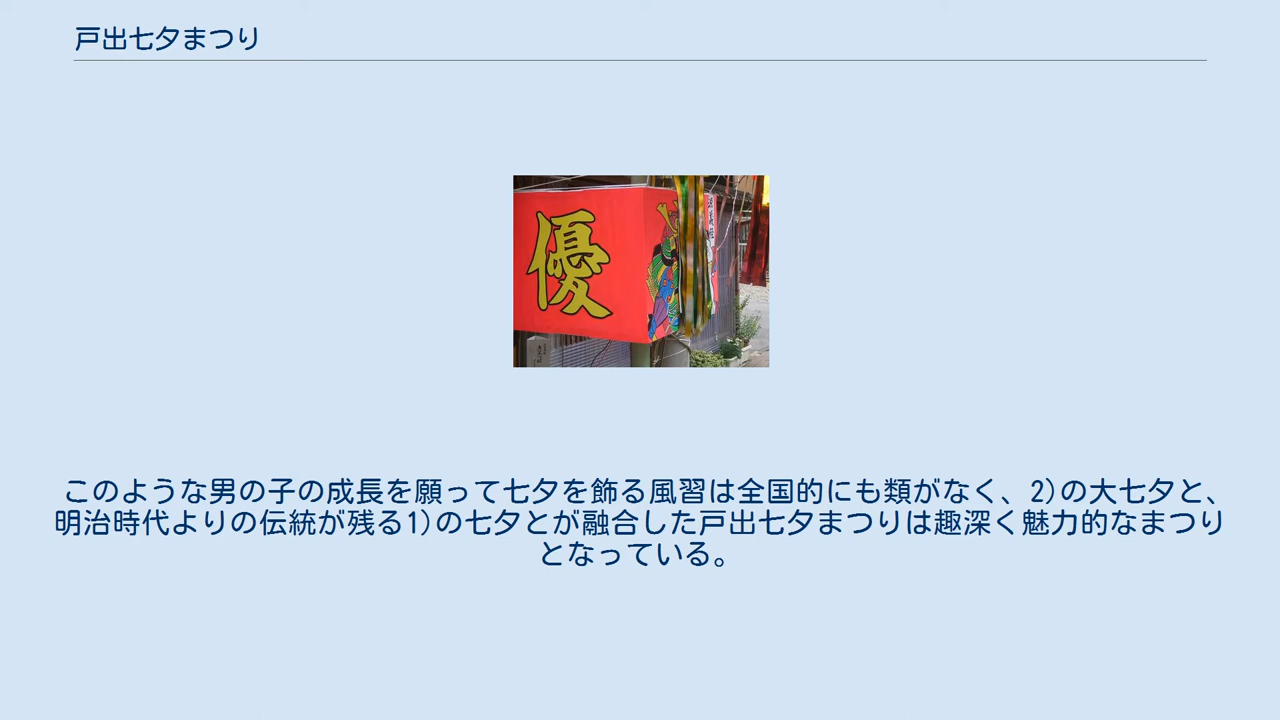 戸出七夕まつり
優
このような男の子の成長を願って七夕を飾る風習は全国的にも類がなく、2)の大七夕と、
明治時代よりの伝統が残る1)の七夕とが融合した戸出七夕まつりは趣深く魅力的なまつり
となっている。